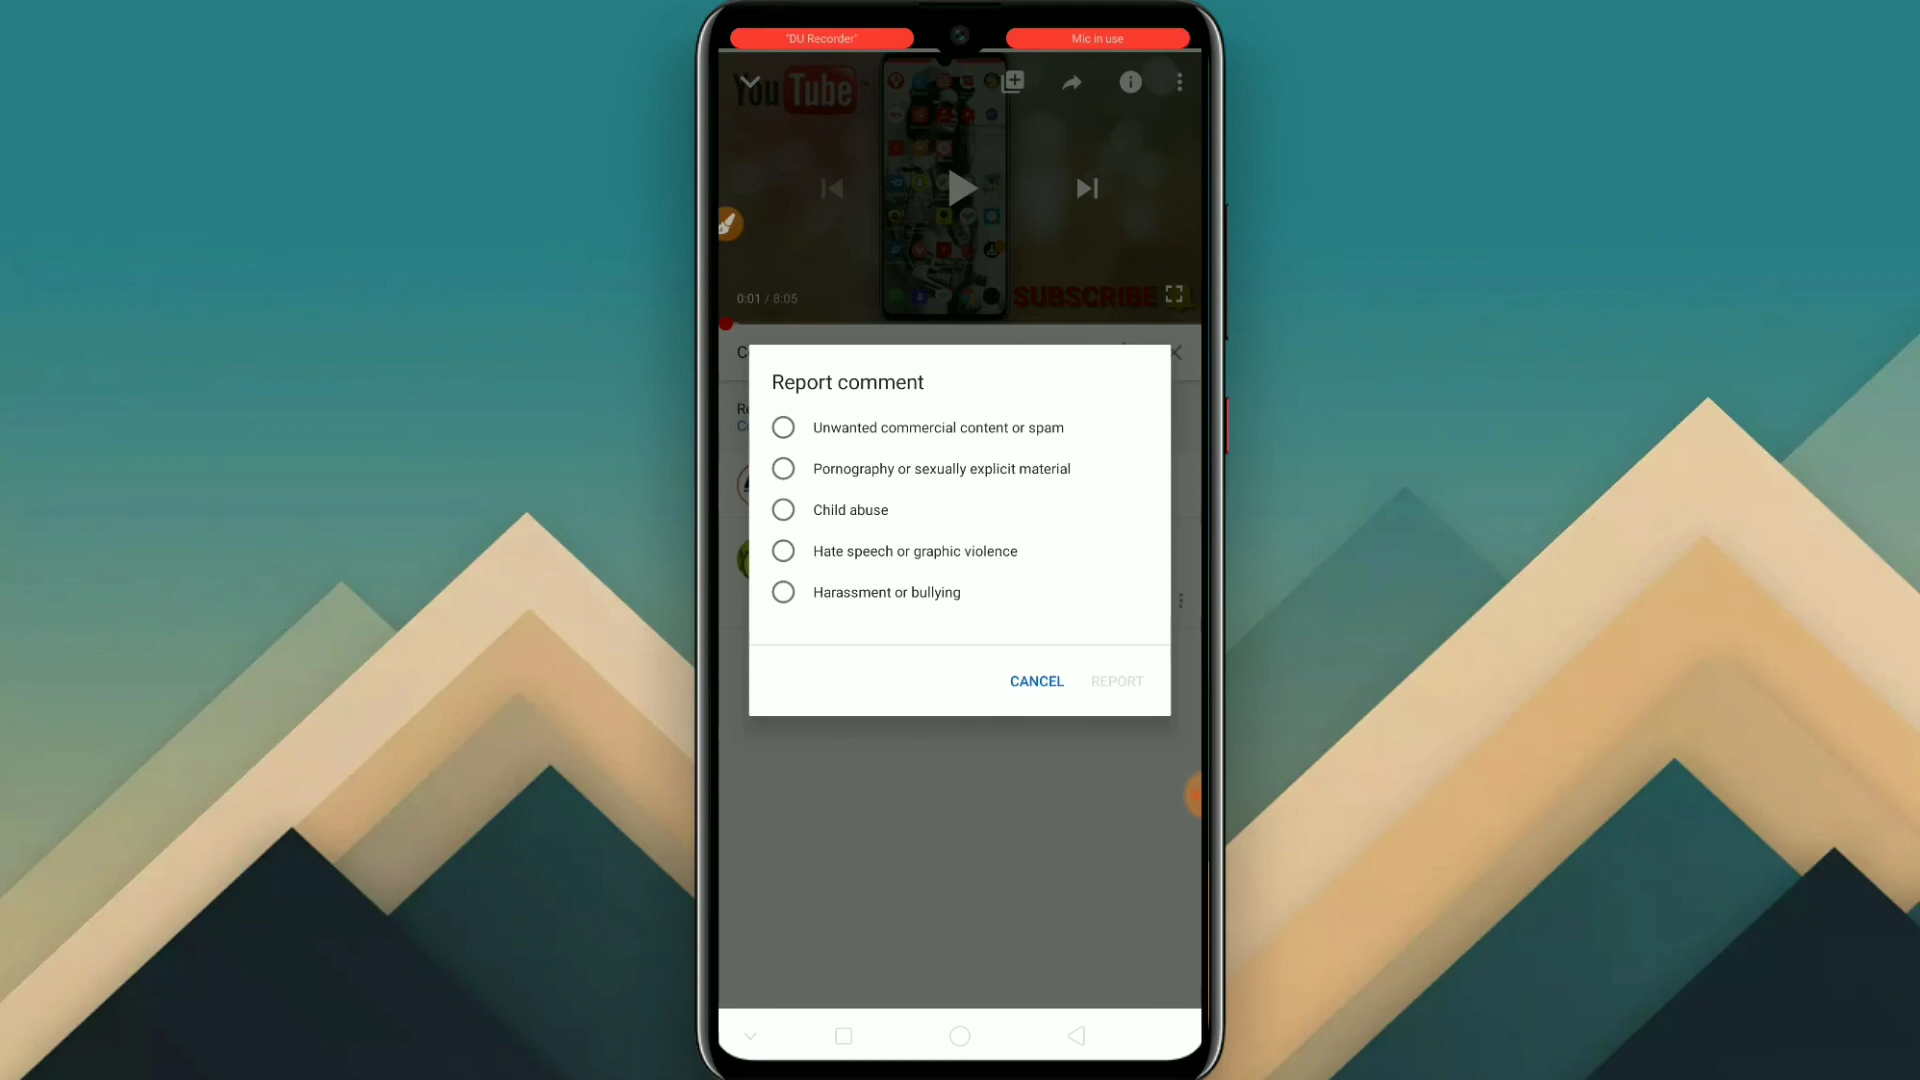 "DU Recorder"
Mic in use
YouTube
0:01 / 8:05
SUBSCRIBE
Report comment
Unwanted commercial content or spam
Pornography or sexually explicit material
Child abuse
Hate speech or graphic violence
Harassment or bullying
CANCEL
REPORT